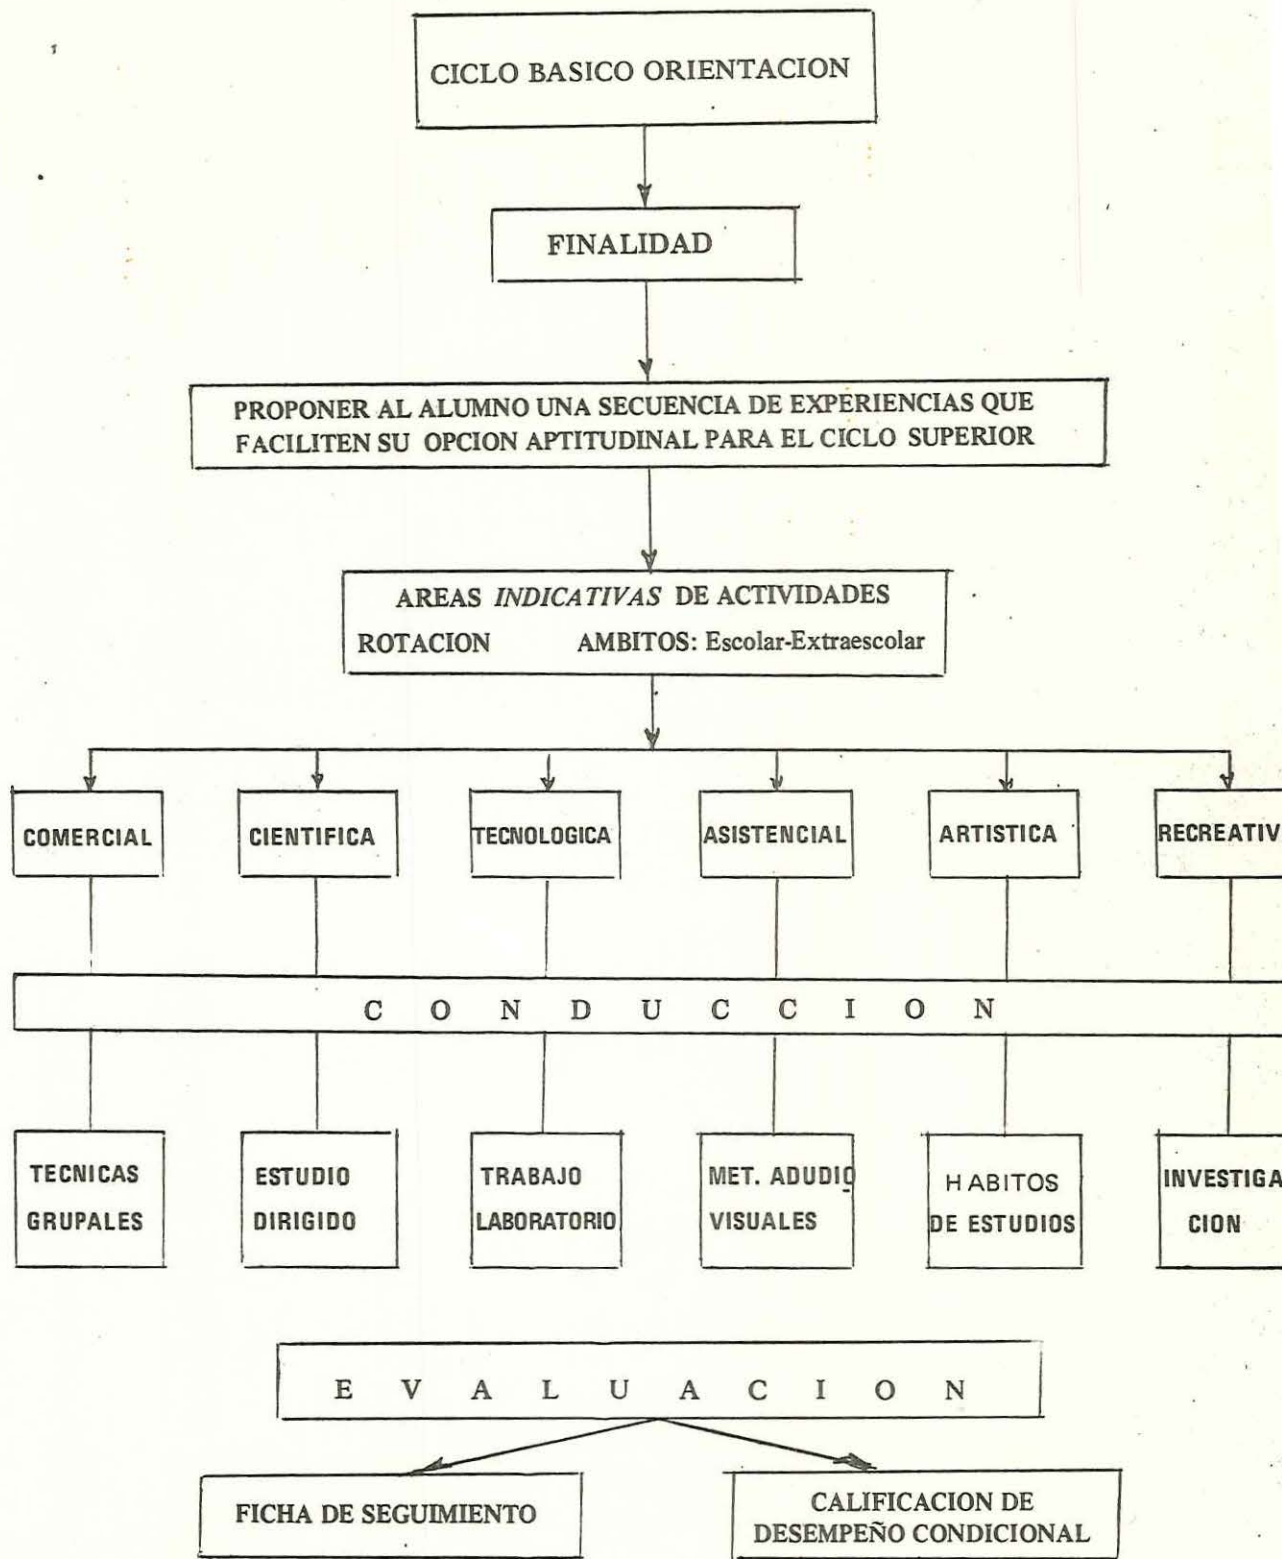 CICLO BASICO ORIENTACION
FINALIDAD
PROPONER AL ALUMNO UNA SECUENCIA DE EXPERIENCIAS QUE
FACILITEN SU OPCION APTITUDINAL PARA EL CICLO SUPERIOR
AREAS INDICATIVAS DE ACTIVIDADES
ROTACION AMBITOS: Escolar-Extraescolar
COMERCIAL CIENTIFICA TECNOLOGICA ASISTENCIAL ARTISTICA RECREATIV
C O N D U C C I O N
TECNICAS
GRUPALES
ESTUDIO
DIRIGIDO
TRABAJO
LABORATORIO
MET. ADUDIO
VISUALES
HABITOS
DE ESTUDIOS
INVESTIGA
CION
E V A L U A C I O N
FICHA DE SEGUIMIENTO
CALIFICACION DE
DESEMPEÑO CONDICIONAL